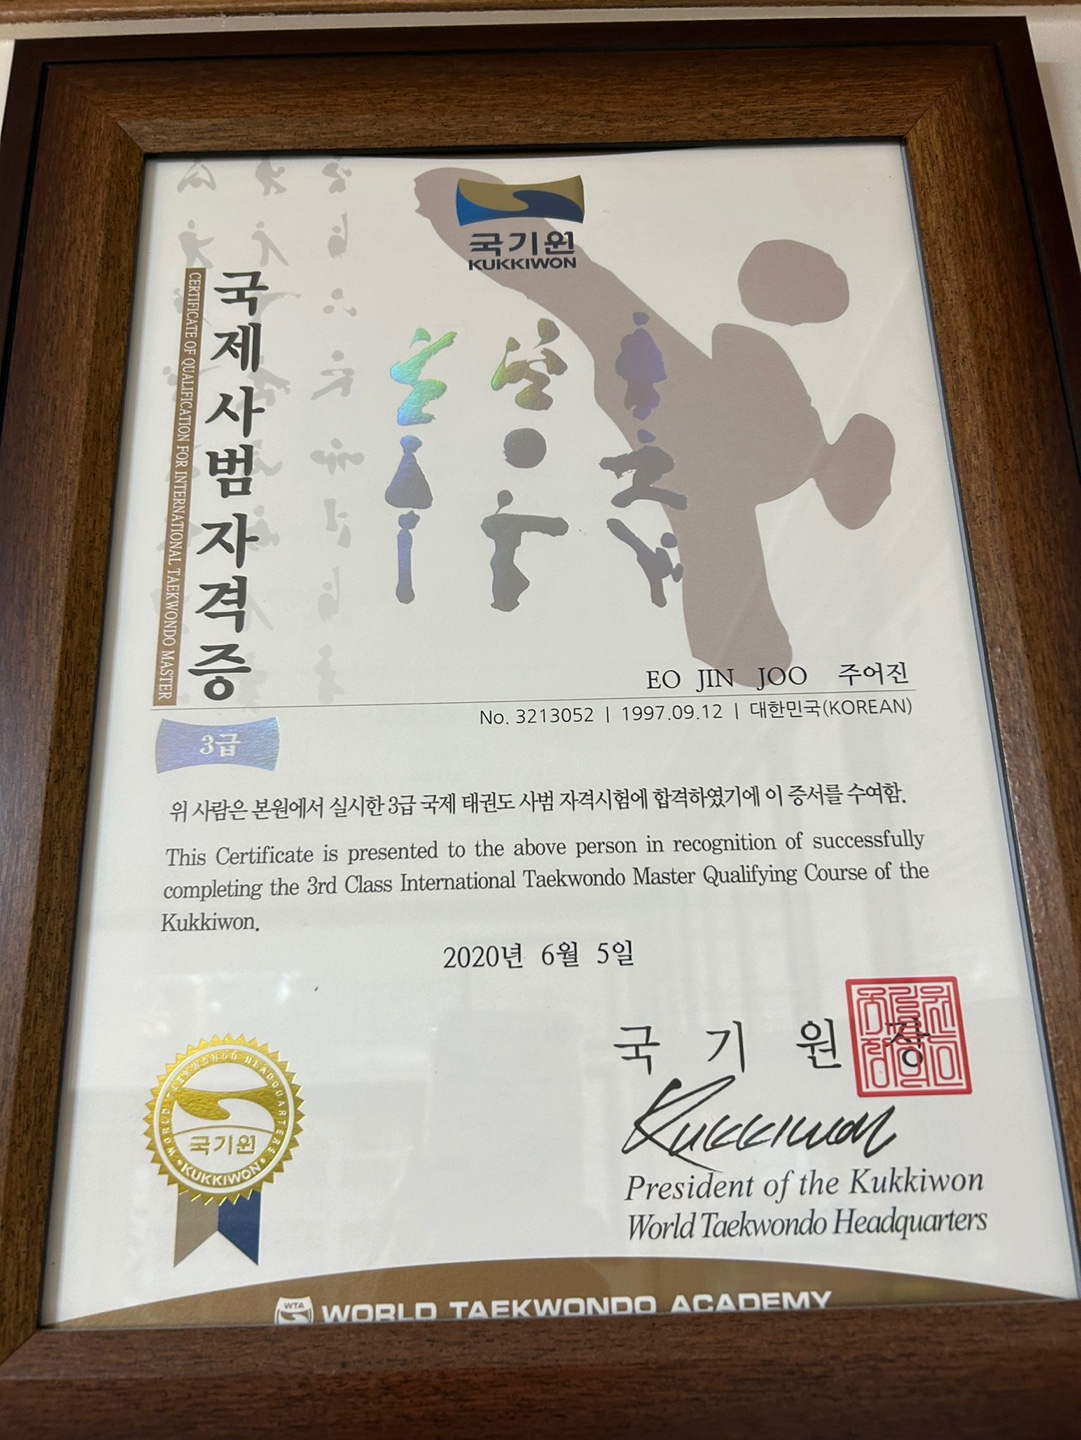 국기원
KUKKIWON
국제사범자격증
CERTIFICATE OF QUALIFICATION FOR INTERNATIONAL TAEKWONDO MASTER
EO JIN JOO 주어진
No. 3213052 | 1997.09.12 | 대한민국(KOREAN)
3급
위 사람은 본원에서 실시한 3급 국제 태권도 사범 자격시험에 합격하였기에 이 증서를 수여함.
This Certificate is presented to the above person in recognition of successfully
completing the 3rd Class International Taekwondo Master Qualifying Course of the
Kukkiwon.
2020년 6월 5일
국기원장
Kukkiwon
President of the Kukkiwon
World Taekwondo Headquarters
WORLD TAEKWONDO HEADQUARTERS
국기원
KUKKIWON
WTA
WORLD TAEKWONDO ACADEMY